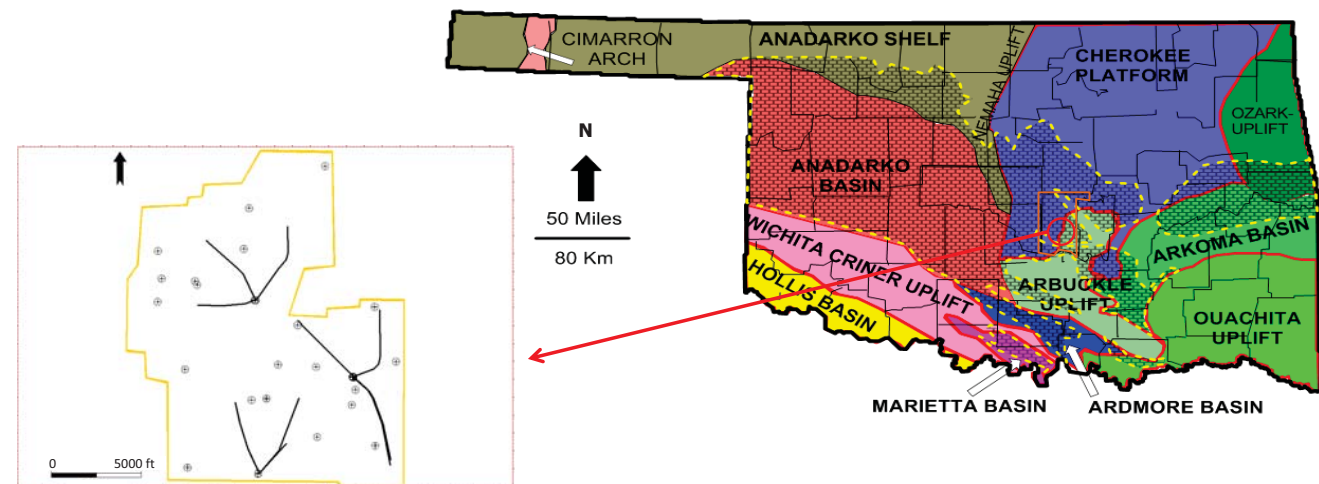 CIMARRON
ARCH
ANADARKO SHELF
NEMAHA UPLIFT
CHEROKEE
PLATFORM
OZARK-
UPLIFT
N
50 Miles
80 Km
ANADARKO
BASIN
WICHITA CRINER UPLIFT
HOLLIS BASIN
ARKOMA BASIN
ARBUCKLE
UPLIFT
OUACHITA
UPLIFT
MARIETTA BASIN
ARDMORE BASIN
0 5000 ft